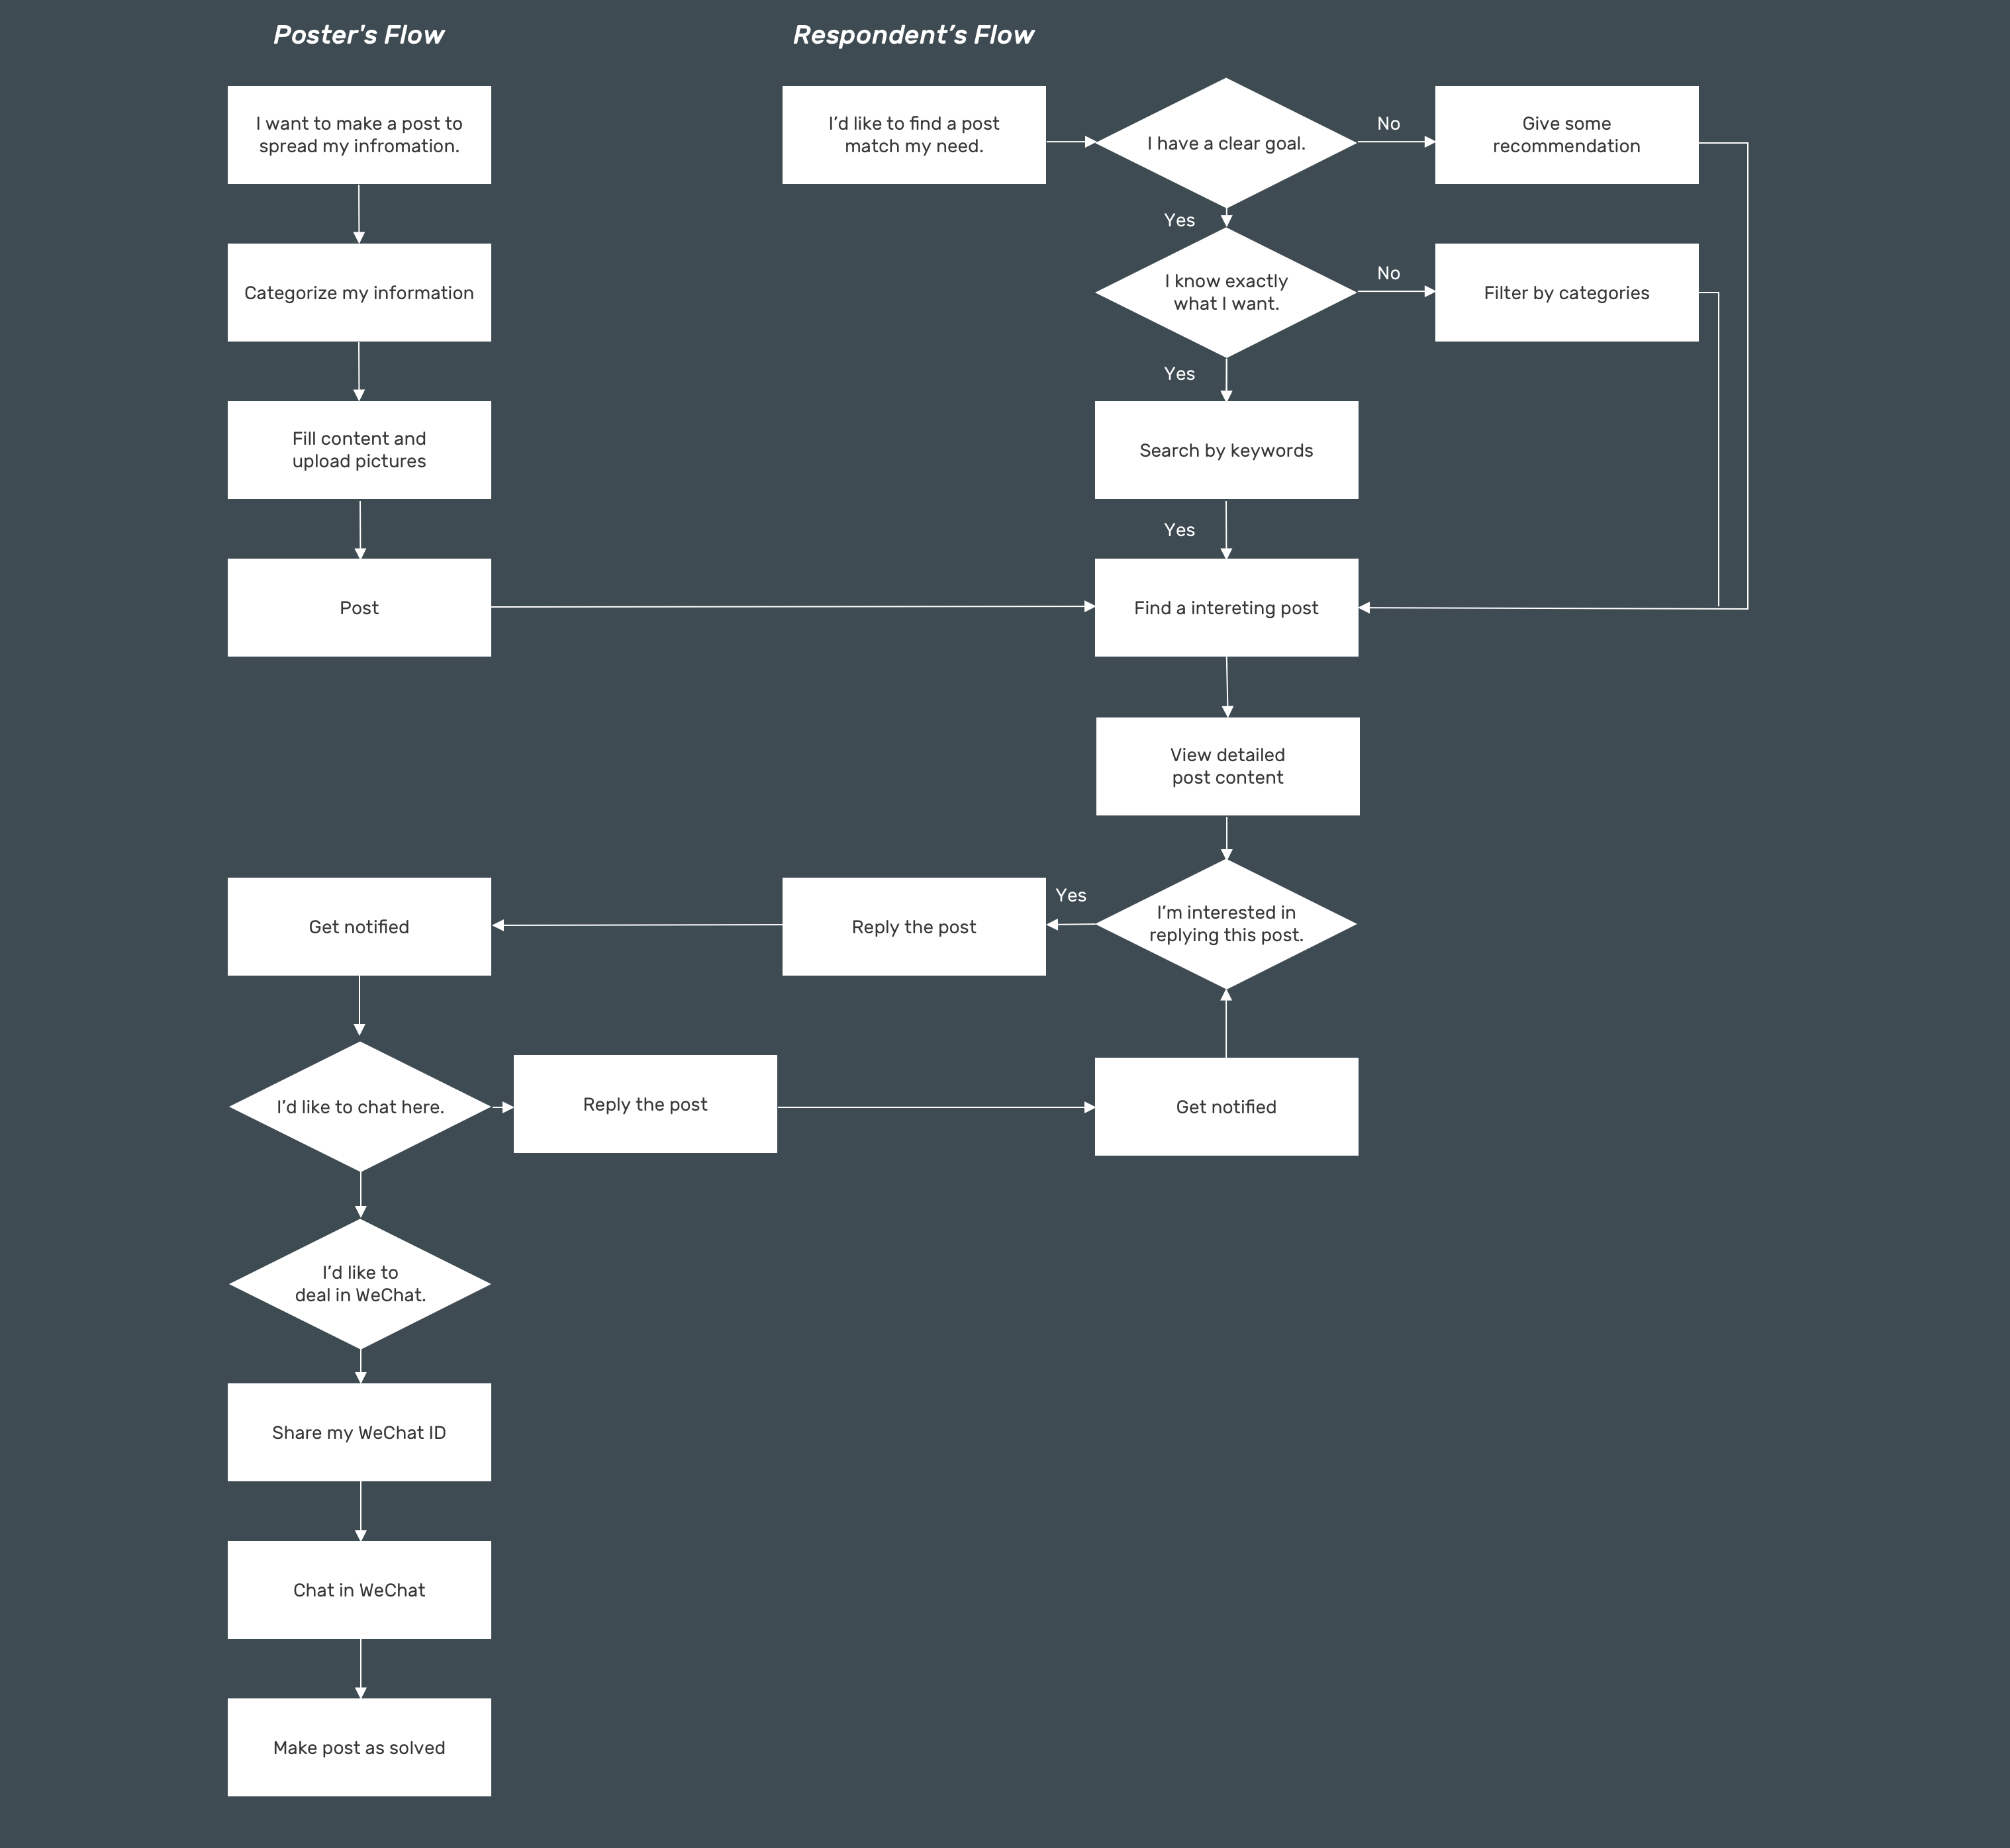 Poster's Flow
Respondent’s Flow
I want to make a post to
spread my infromation.
I’d like to find a post
match my need.
I have a clear goal.
No
Give some
recommendation
Yes
Categorize my information
I know exactly
what I want.
No
Filter by categories
Yes
Fill content and
upload pictures
Search by keywords
Yes
Post
Find a intereting post
View detailed
post content
Get notified
Reply the post
Yes
I’m interested in
replying this post.
I’d like to chat here.
Reply the post
Get notified
I’d like to
deal in WeChat.
Share my WeChat ID
Chat in WeChat
Make post as solved